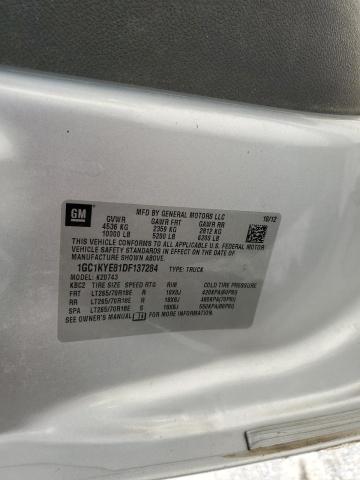 GM
MFD BY GENERAL MOTORS LLC 10/12
GVWR GAWR FRT GAWR RR
4536 KG 2359 KG 2812 KG
10000 LB 5200 LB 6200 LB
THIS VEHICLE CONFORMS TO ALL APPLICABLE U.S. FEDERAL MOTOR
VEHICLE SAFETY STANDARDS IN EFFECT ON THE DATE OF
MANUFACTURE SHOWN ABOVE.
1GC1KYE81DF137284 TYPE: TRUCK
MODEL: K20743
KBC2 TIRE SIZE SPEED RTG RIM COLD TIRE PRESSURE
FRT LT265/70R18E R 18X8J 420KPA(60PSI)
RR LT265/70R18E R 18X8J
SPA LT265/70R18E 18X8J 550KPA(80PSI)
SEE OWNER'S MANUAL FOR MORE INFORMATION.